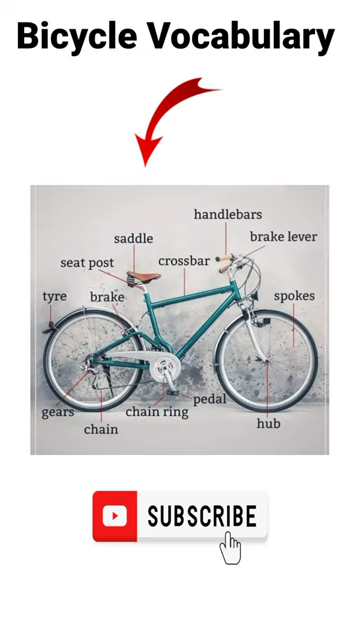 Bicycle Vocabulary
handlebars
saddle
brake lever
seat post
crossbar
tyre
brake
spokes
gears
chain ring
pedal
chain
hub
SUBSCRIBE